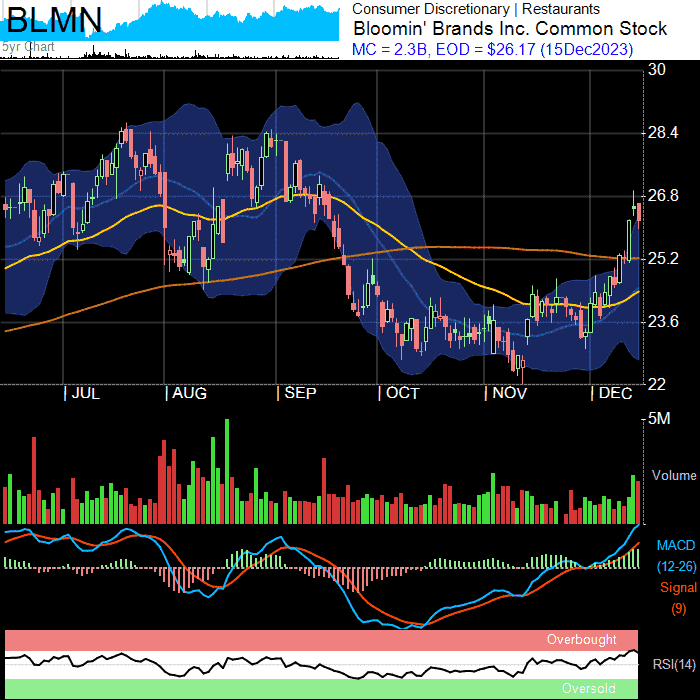 BLMN
5yr Chart
Consumer Discretionary | Restaurants
Bloomin' Brands Inc. Common Stock
MC = 2.3B, EOD = $26.17 (15Dec2023)
30
28.4
26.8
25.2
23.6
22
| JUL | AUG | SEP | OCT | NOV | DEC
5M
Volume
MACD
(12-26)
Signal
(9)
Overbought
RSI(14)
Oversold